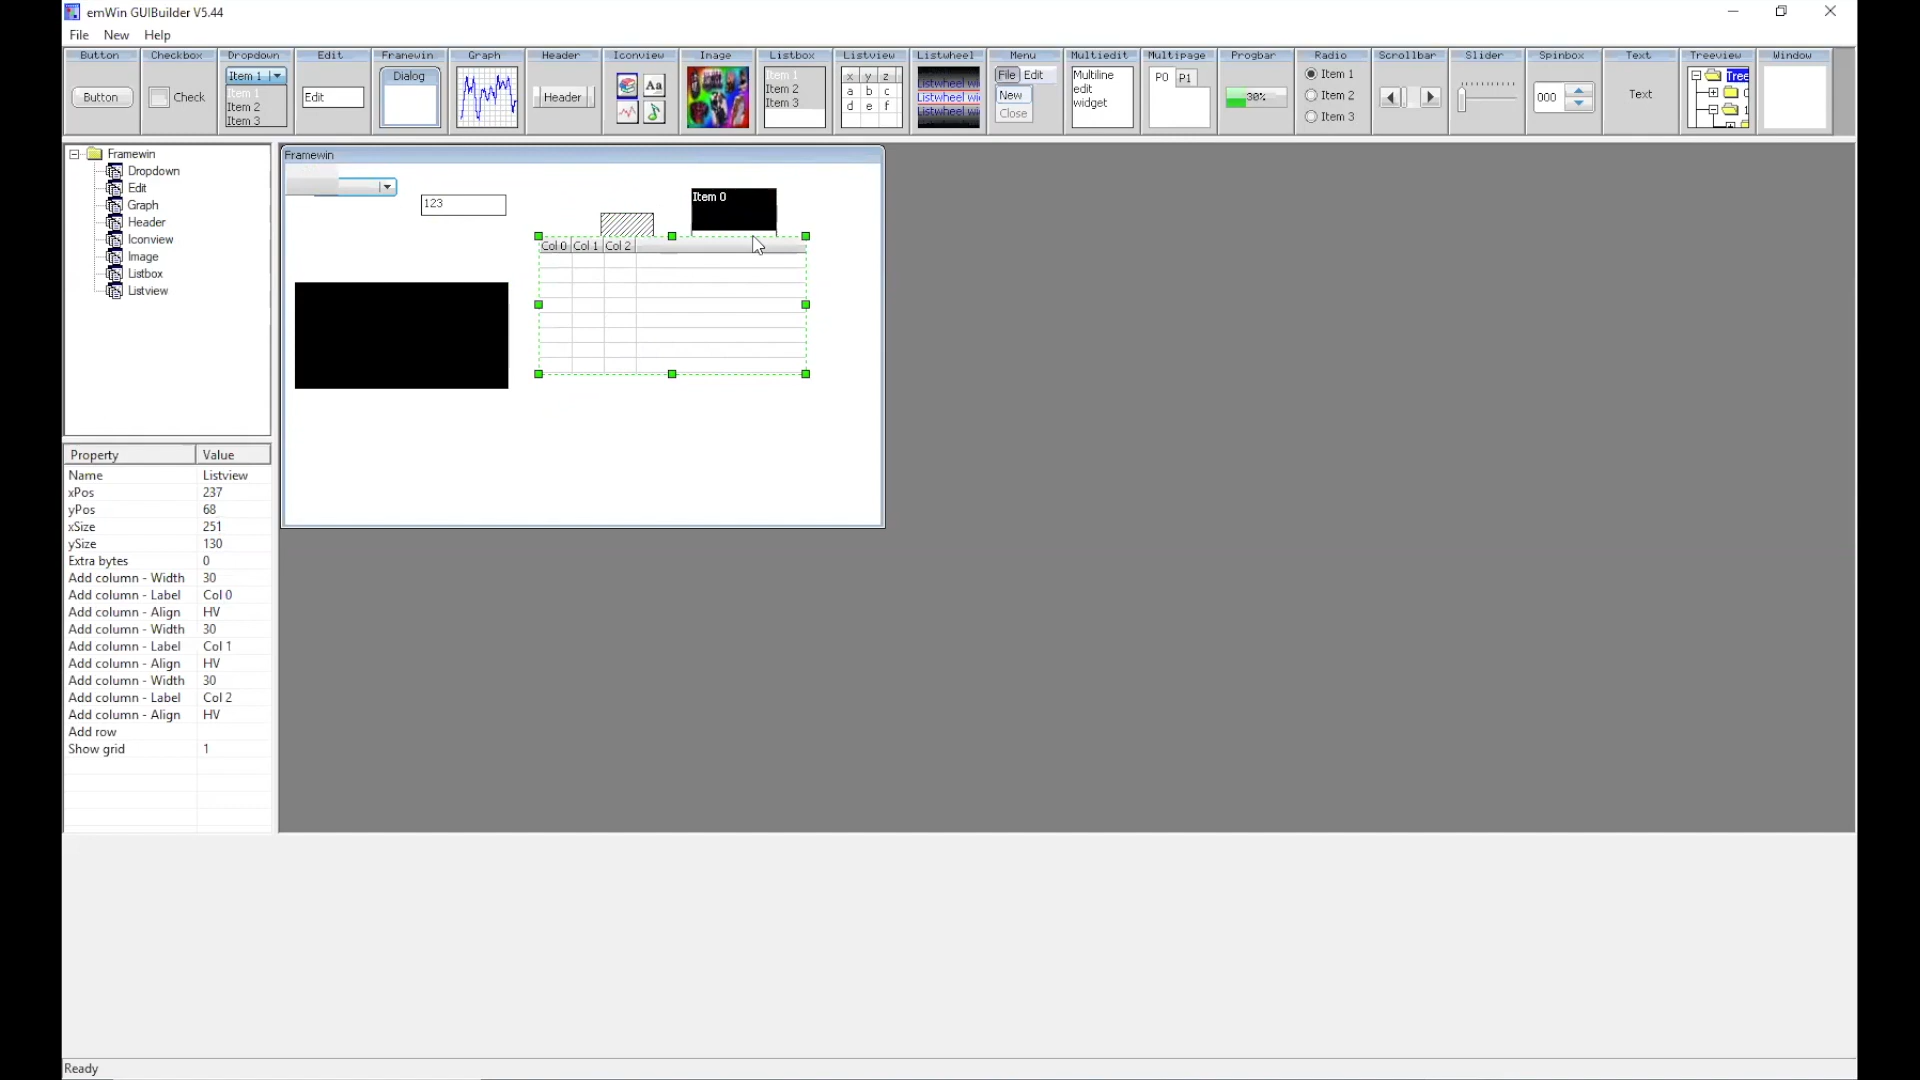 emWin GUIBuilder V5.44
File New Help
Button Checkbox Dropdown Edit Framewin Graph Header Iconview Image Listbox Listview Listwheel Menu Multiedit Multipage Progbar Radio Scrollbar Slider Spinbox Text Treeview Window
Button
Check
Item 1
Item 1
Item 2
Item 3
Edit
Dialog
Header
Aa
Item 1
Item 2
Item 3
x y z
a b c
d e f
Listwheel wi
Listwheel wi
Listwheel wi
File Edit
New
Close
Multiline
edit
widget
P0 P1
30%
Item 1
Item 2
Item 3
000
Text
Tree
Framewin
Dropdown
Edit
Graph
Header
Iconview
Image
Listbox
Listview
Framewin
123
Item 0
Col 0 Col 1 Col 2
Property Value
Name Listview
xPos 237
yPos 68
xSize 251
ySize 130
Extra bytes 0
Add column - Width 30
Add column - Label Col 0
Add column - Align HV
Add column - Width 30
Add column - Label Col 1
Add column - Align HV
Add column - Width 30
Add column - Label Col 2
Add column - Align HV
Add row
Show grid 1
Ready